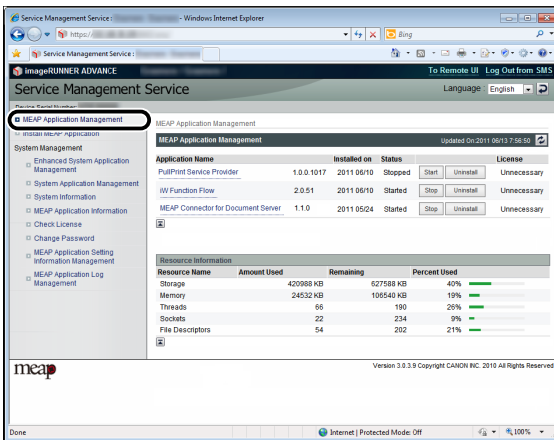 Service Management Service : - Windows Internet Explorer
https://
Bing
Service Management Service :
imageRUNNER ADVANCE
To Remote UI Log Out from SMS
Service Management Service
Language : English
Device Serial Number:
MEAP Application Management
Install MEAP Application
System Management
Enhanced System Application
Management
System Application Management
System Information
MEAP Application Information
Check License
Change Password
MEAP Application Setting
Information Management
MEAP Application Log
Management
MEAP Application Management
MEAP Application Management Updated On:2011 06/13 7:56:50
Application Name Installed on Status License
PullPrint Service Provider 1.0.0.1017 2011 06/10 Stopped Start Uninstall Unnecessary
iW Function Flow 2.0.51 2011 06/10 Started Stop Uninstall Unnecessary
MEAP Connector for Document Server 1.1.0 2011 05/24 Started Stop Uninstall Unnecessary
Resource Information
Resource Name Amount Used Remaining Percent Used
Storage 420988 KB 627588 KB 40%
Memory 24532 KB 106540 KB 19%
Threads 66 190 26%
Sockets 22 234 9%
File Descriptors 54 202 21%
meap
Version 3.0.3.9 Copyright CANON INC. 2010 All Rights Reserved
Done Internet | Protected Mode: Off 100%